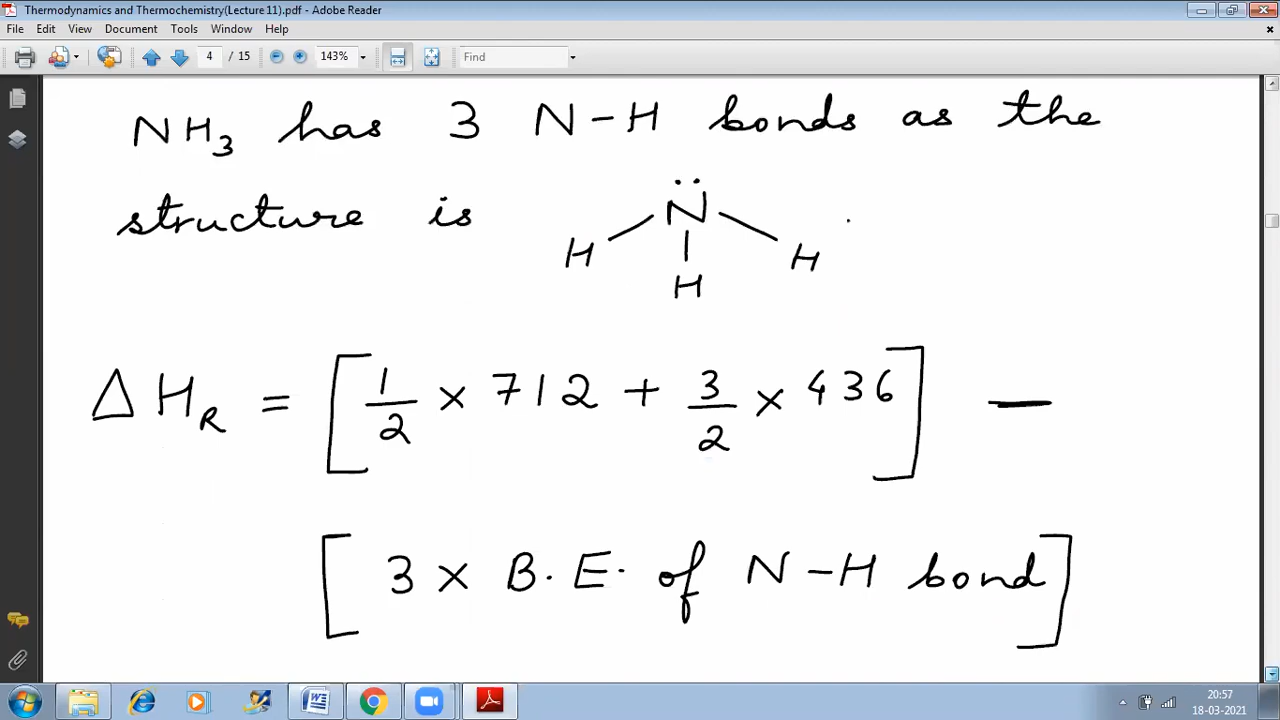 Thermodynamics and Thermochemistry(Lecture 11).pdf - Adobe Reader
File Edit View Document Tools Window Help
4 / 15 143% Find
NH3 has 3 N-H bonds as the
structure is
N
H H
H
ΔHR = [1/2 × 712 + 3/2 × 436] -
[3 × B.E. of N-H bond]
20:57
18-03-2021